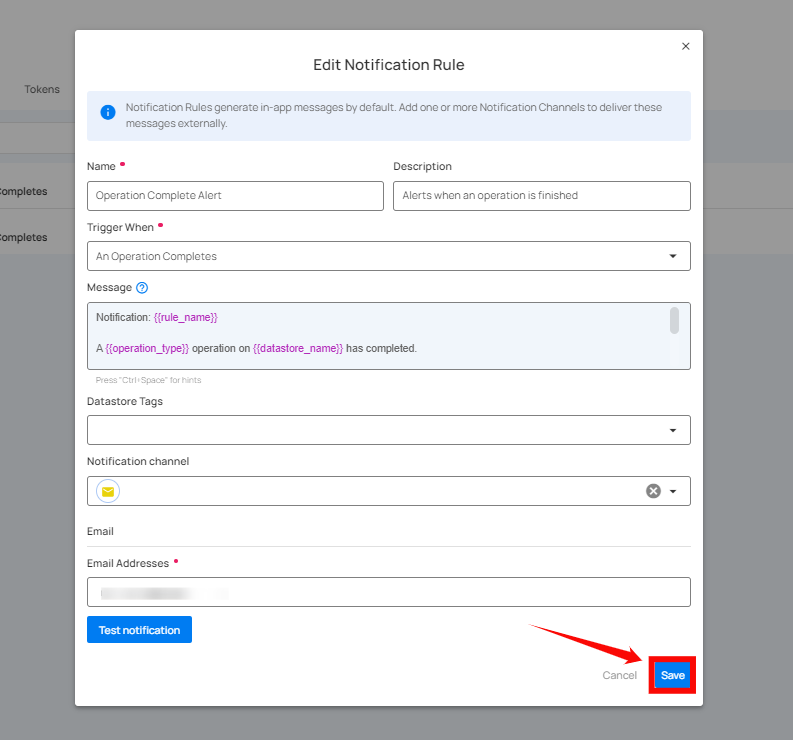 Edit Notification Rule
Tokens
Notification Rules generate in-app messages by default. Add one or more Notification Channels to deliver these
messages externally.
Name •
Description
Operation Complete Alert
Alerts when an operation is finished
Trigger When •
An Operation Completes
Message
Notification: {{rule_name}}
A {{operation_type}} operation on {{datastore_name}} has completed.
Press "Ctrl+Space" for hints
Datastore Tags
Notification channel
Email
Email Addresses •
Test notification
Cancel
Save